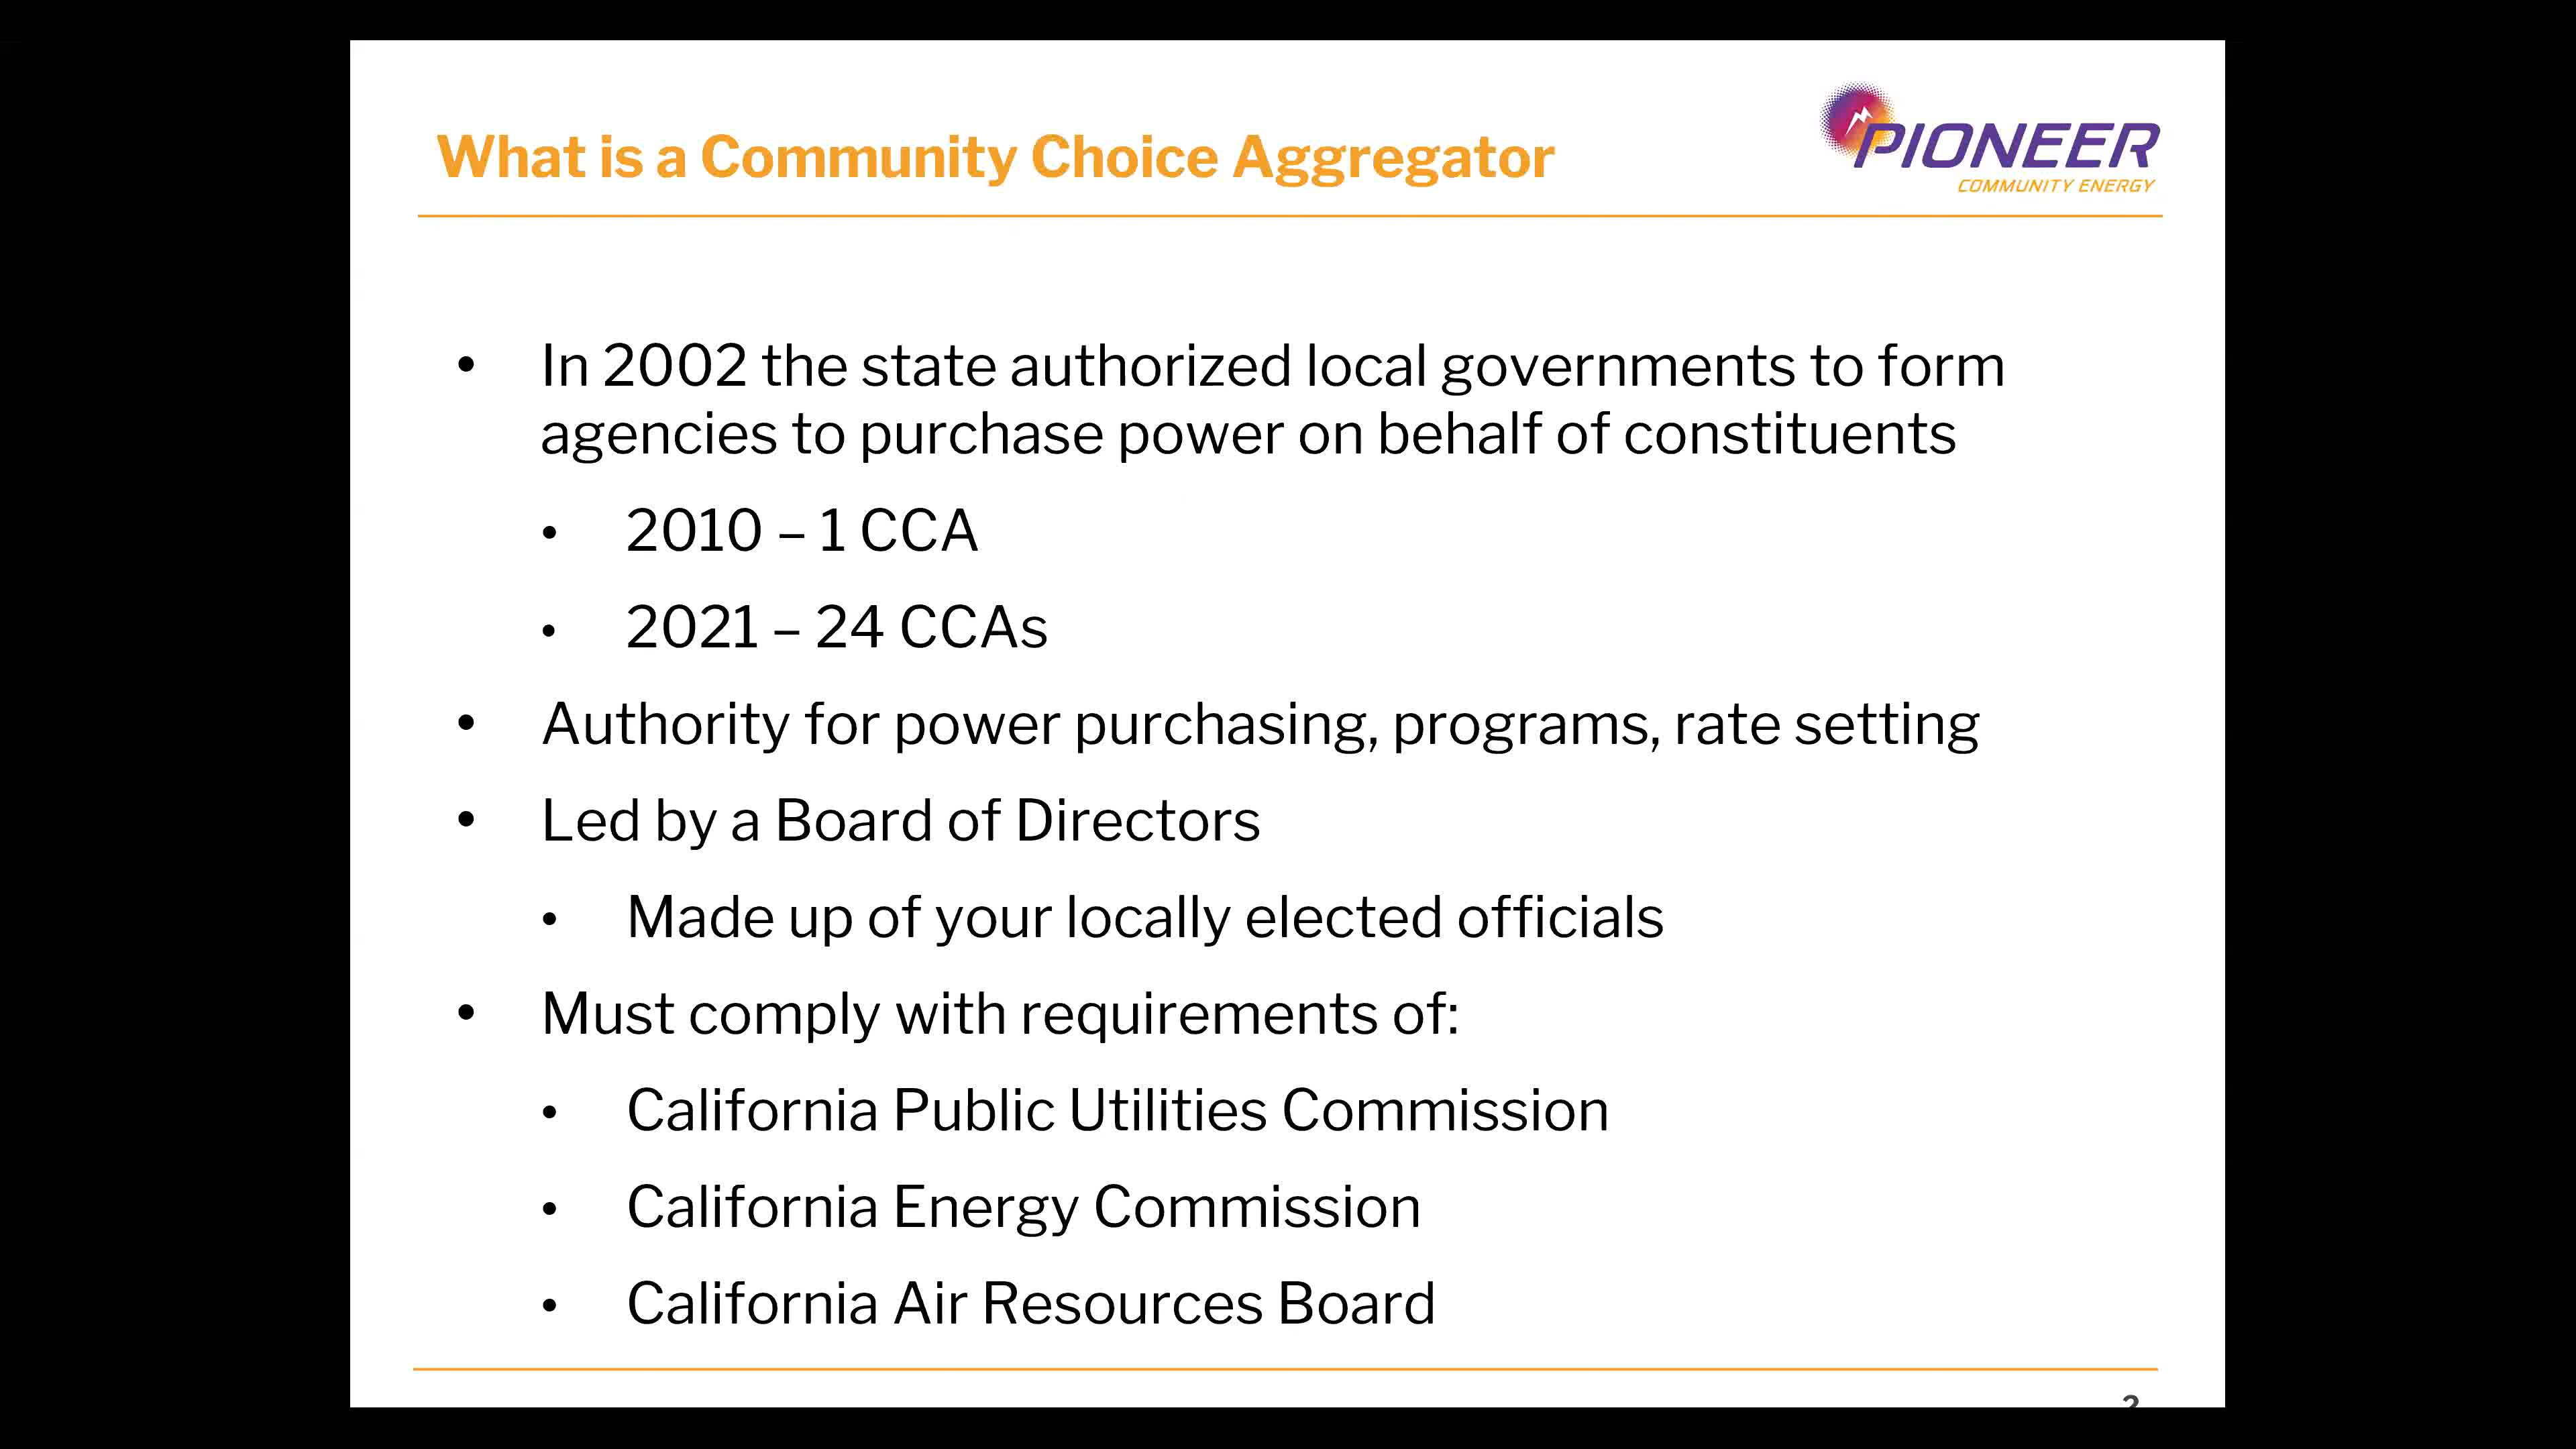 What is a Community Choice Aggregator
PIONEER
COMMUNITY ENERGY
• In 2002 the state authorized local governments to form
agencies to purchase power on behalf of constituents
• 2010 – 1 CCA
• 2021 – 24 CCAs
• Authority for power purchasing, programs, rate setting
• Led by a Board of Directors
• Made up of your locally elected officials
• Must comply with requirements of:
• California Public Utilities Commission
• California Energy Commission
• California Air Resources Board